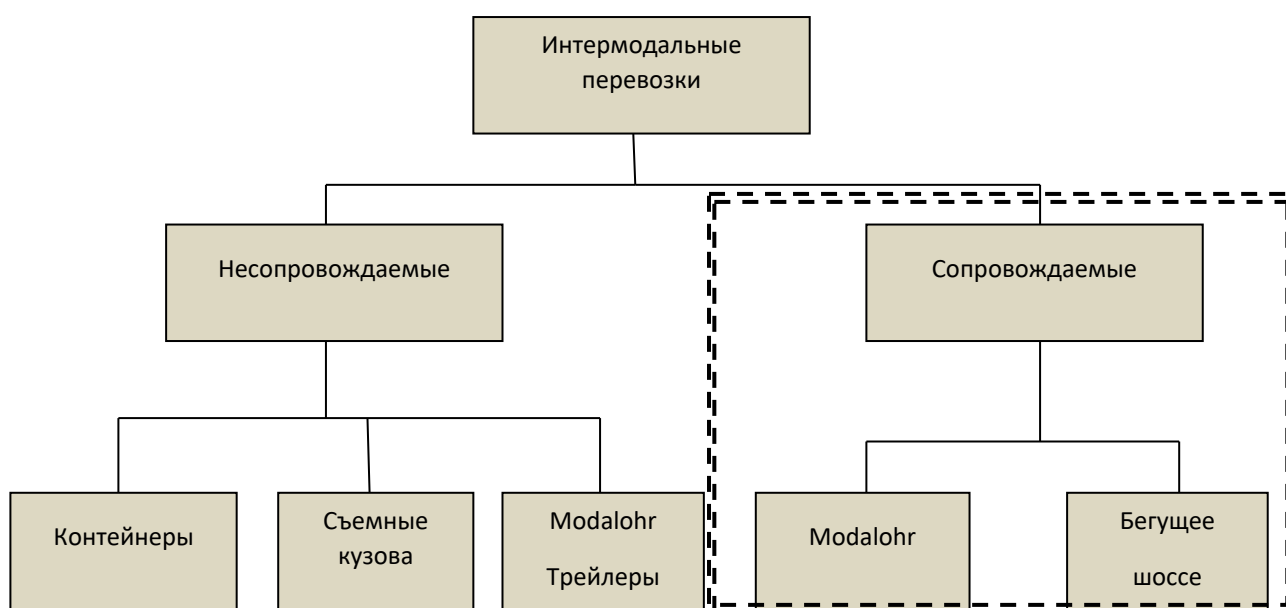 Интермодальные
перевозки
Несопровождаемые
Сопровождаемые
Контейнеры
Съемные
кузова
Modalohr
Трейлеры
Modalohr
Бегущее
шоссе